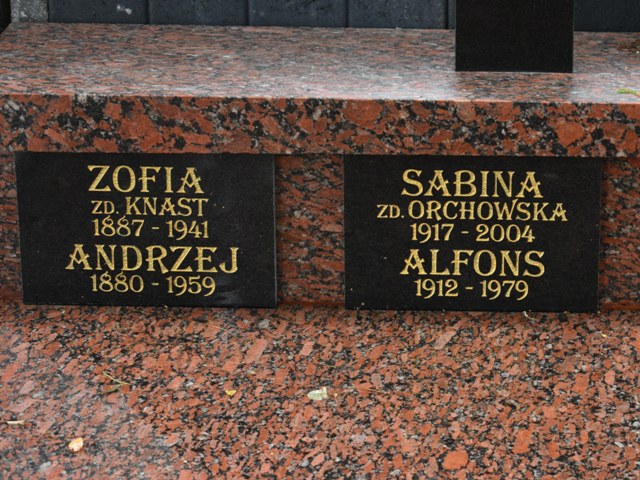 ZOFIA
ZD. KNAST
1887 - 1941
ANDRZEJ
1880 - 1959
SABINA
ZD. ORCHOWSKA
1917 - 2004
ALFONS
1912 - 1979